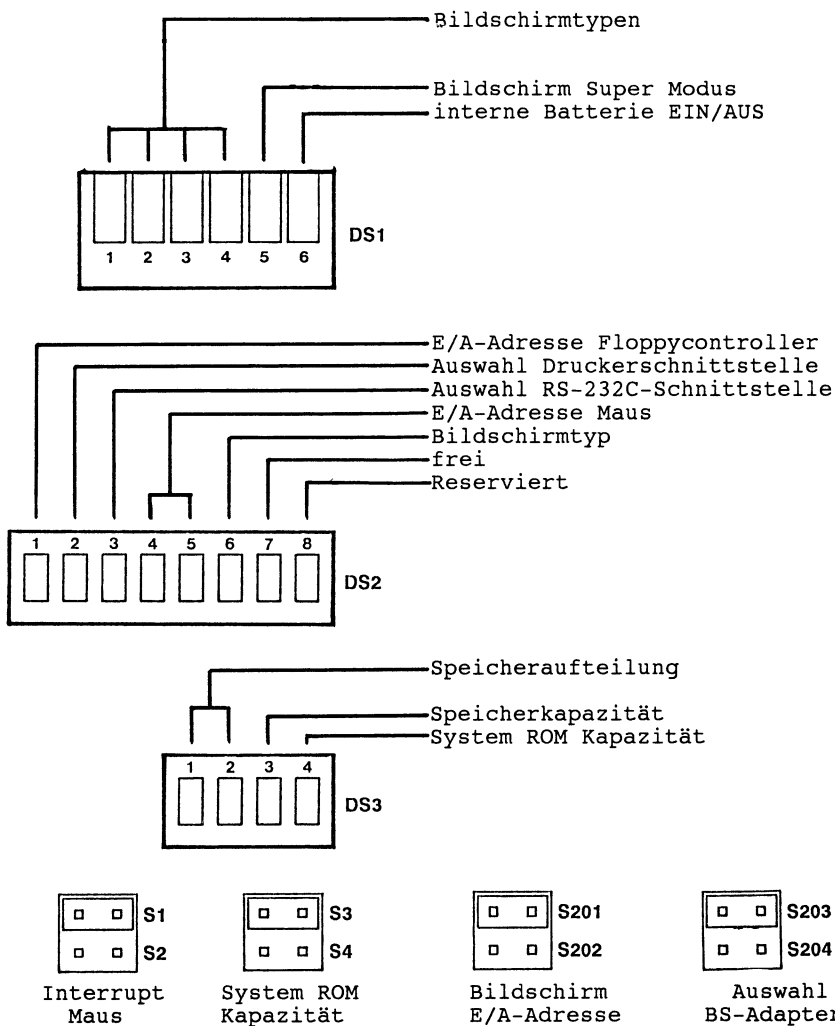 Bildschirmtypen
Bildschirm Super Modus
interne Batterie EIN/AUS
DS1
1 2 3 4 5 6
E/A-Adresse Floppycontroller
Auswahl Druckerschnittstelle
Auswahl RS-232C-Schnittstelle
E/A-Adresse Maus
Bildschirmtyp
frei
Reserviert
1 2 3 4 5 6 7 8
DS2
Speicheraufteilung
Speicherkapazität
System ROM Kapazität
1 2 3 4
DS3
S1 S3 S201 S203
S2 S4 S202 S204
Interrupt System ROM Bildschirm Auswahl
Maus Kapazität E/A-Adresse BS-Adapter